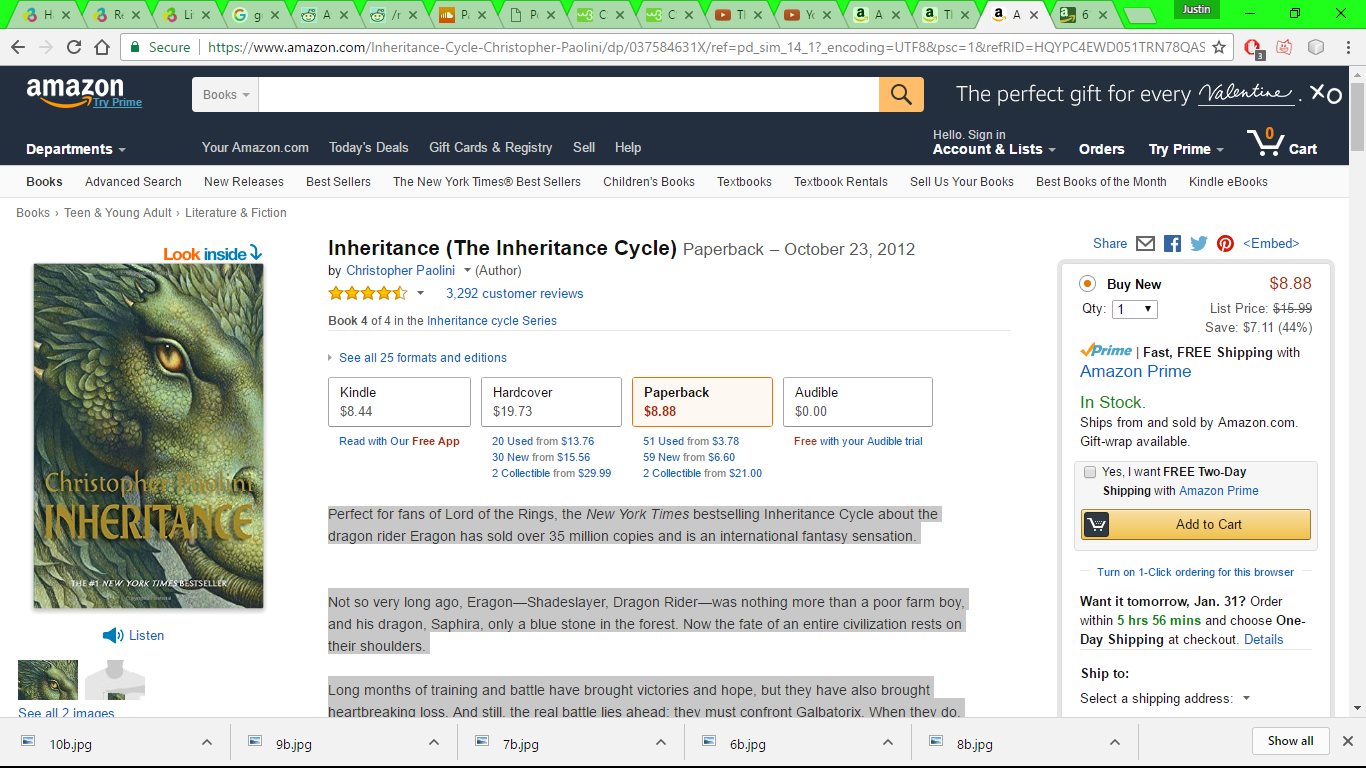 Justin
Secure
https://www.amazon.com/Inheritance-Cycle-Christopher-Paolini/dp/037584631X/ref=pd_sim_14_1?_encoding=UTF8&psc=1&refRID=HQYPC4EWD051TRN78QAS
3
amazon
Try Prime
Books
The perfect gift for every Valentine. XO
Departments
Your Amazon.com Today's Deals Gift Cards & Registry Sell Help
Hello. Sign in
Account & Lists
Orders
Try Prime
0
Cart
Books Advanced Search New Releases Best Sellers The New York Times® Best Sellers Children's Books Textbooks Textbook Rentals Sell Us Your Books Best Books of the Month Kindle eBooks
Books › Teen & Young Adult › Literature & Fiction
Look inside
Christopher Paolini
INHERITANCE
THE #1 NEW YORK TIMES BESTSELLER
Listen
See all 2 images
Inheritance (The Inheritance Cycle) Paperback – October 23, 2012
by Christopher Paolini (Author)
3,292 customer reviews
Book 4 of 4 in the Inheritance cycle Series
See all 25 formats and editions
Kindle
$8.44
Read with Our Free App
Hardcover
$19.73
20 Used from $13.76
30 New from $15.56
2 Collectible from $29.99
Paperback
$8.88
51 Used from $3.78
59 New from $6.60
2 Collectible from $21.00
Audible
$0.00
Free with your Audible trial
Perfect for fans of Lord of the Rings, the New York Times bestselling Inheritance Cycle about the
dragon rider Eragon has sold over 35 million copies and is an international fantasy sensation.
Not so very long ago, Eragon—Shadeslayer, Dragon Rider—was nothing more than a poor farm boy,
and his dragon, Saphira, only a blue stone in the forest. Now the fate of an entire civilization rests on
their shoulders.
Long months of training and battle have brought victories and hope, but they have also brought
heartbreaking loss. And still, the real battle lies ahead: they must confront Galbatorix. When they do,
Share
<Embed>
Buy New
$8.88
Qty: 1
List Price: $15.99
Save: $7.11 (44%)
Prime | Fast, FREE Shipping with
Amazon Prime
In Stock.
Ships from and sold by Amazon.com.
Gift-wrap available.
Yes, I want FREE Two-Day
Shipping with Amazon Prime
Add to Cart
Turn on 1-Click ordering for this browser
Want it tomorrow, Jan. 31? Order
within 5 hrs 56 mins and choose One-
Day Shipping at checkout. Details
Ship to:
Select a shipping address:
10b.jpg
9b.jpg
7b.jpg
6b.jpg
8b.jpg
Show all